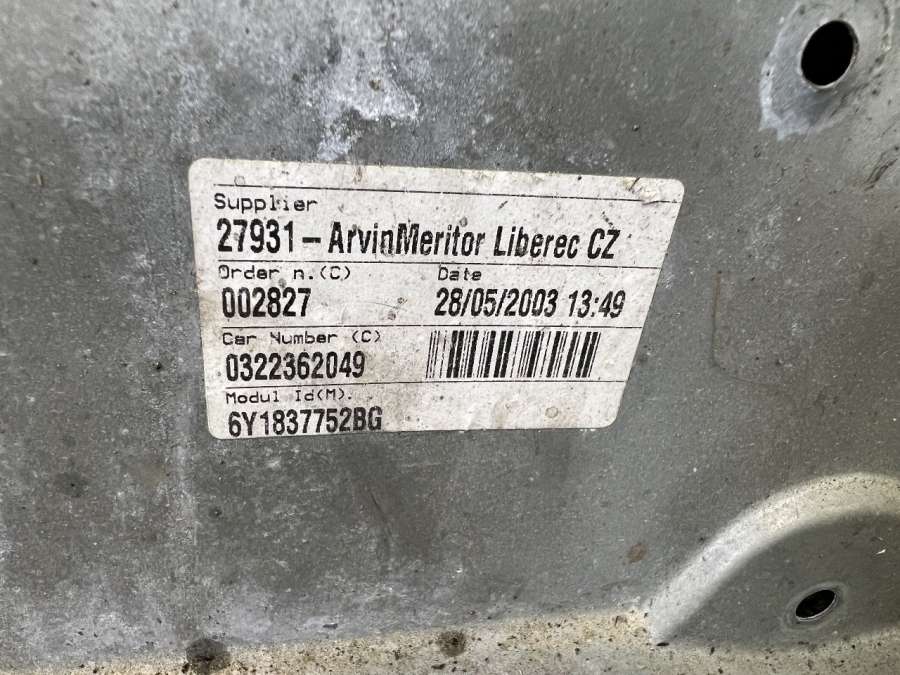 Supplier
27931-ArvinMeritor Liberec CZ
Order n.(C) Date
002827 28/05/2003 13:49
Car Number (C)
0322362049
Modul Id(M).
6Y1837752BG